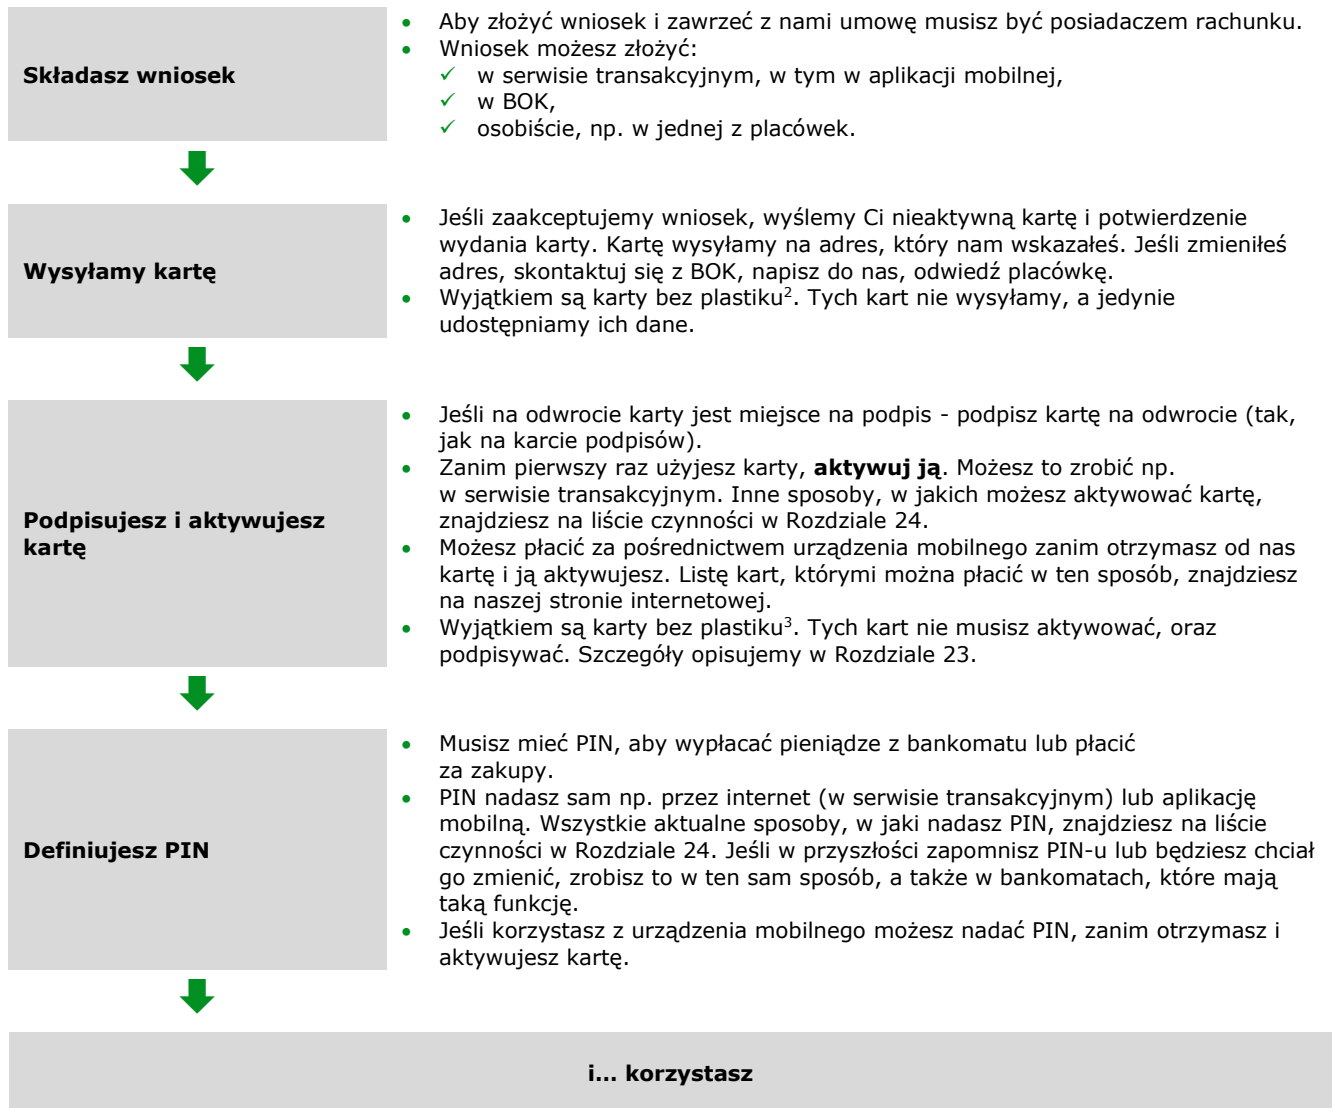 Składasz wniosek
• Aby złożyć wniosek i zawrzeć z nami umowę musisz być posiadaczem rachunku.
• Wniosek możesz złożyć:
✓ w serwisie transakcyjnym, w tym w aplikacji mobilnej,
✓ w BOK,
✓ osobiście, np. w jednej z placówek.
Wysyłamy kartę
• Jeśli zaakceptujemy wniosek, wyślemy Ci nieaktywną kartę i potwierdzenie
wydania karty. Kartę wysyłamy na adres, który nam wskazałeś. Jeśli zmieniłeś
adres, skontaktuj się z BOK, napisz do nas, odwiedź placówkę.
• Wyjątkiem są karty bez plastiku². Tych kart nie wysyłamy, a jedynie
udostępniamy ich dane.
Podpisujesz i aktywujesz
kartę
• Jeśli na odwrocie karty jest miejsce na podpis - podpisz kartę na odwrocie (tak,
jak na karcie podpisów).
• Zanim pierwszy raz użyjesz karty, aktywuj ją. Możesz to zrobić np.
w serwisie transakcyjnym. Inne sposoby, w jakich możesz aktywować kartę,
znajdziesz na liście czynności w Rozdziale 24.
• Możesz płacić za pośrednictwem urządzenia mobilnego zanim otrzymasz od nas
kartę i ją aktywujesz. Listę kart, którymi można płacić w ten sposób, znajdziesz
na naszej stronie internetowej.
• Wyjątkiem są karty bez plastiku³. Tych kart nie musisz aktywować, oraz
podpisywać. Szczegóły opisujemy w Rozdziale 23.
Definiujesz PIN
• Musisz mieć PIN, aby wypłacać pieniądze z bankomatu lub płacić
za zakupy.
• PIN nadasz sam np. przez internet (w serwisie transakcyjnym) lub aplikację
mobilną. Wszystkie aktualne sposoby, w jaki nadasz PIN, znajdziesz na liście
czynności w Rozdziale 24. Jeśli w przyszłości zapomnisz PIN-u lub będziesz chciał
go zmienić, zrobisz to w ten sam sposób, a także w bankomatach, które mają
taką funkcję.
• Jeśli korzystasz z urządzenia mobilnego możesz nadać PIN, zanim otrzymasz i
aktywujesz kartę.
i… korzystasz